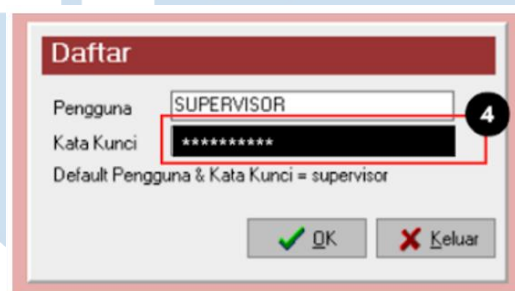 Daftar
Pengguna SUPERVISOR
4
Kata Kunci **********
Default Pengguna & Kata Kunci = supervisor
OK Keluar